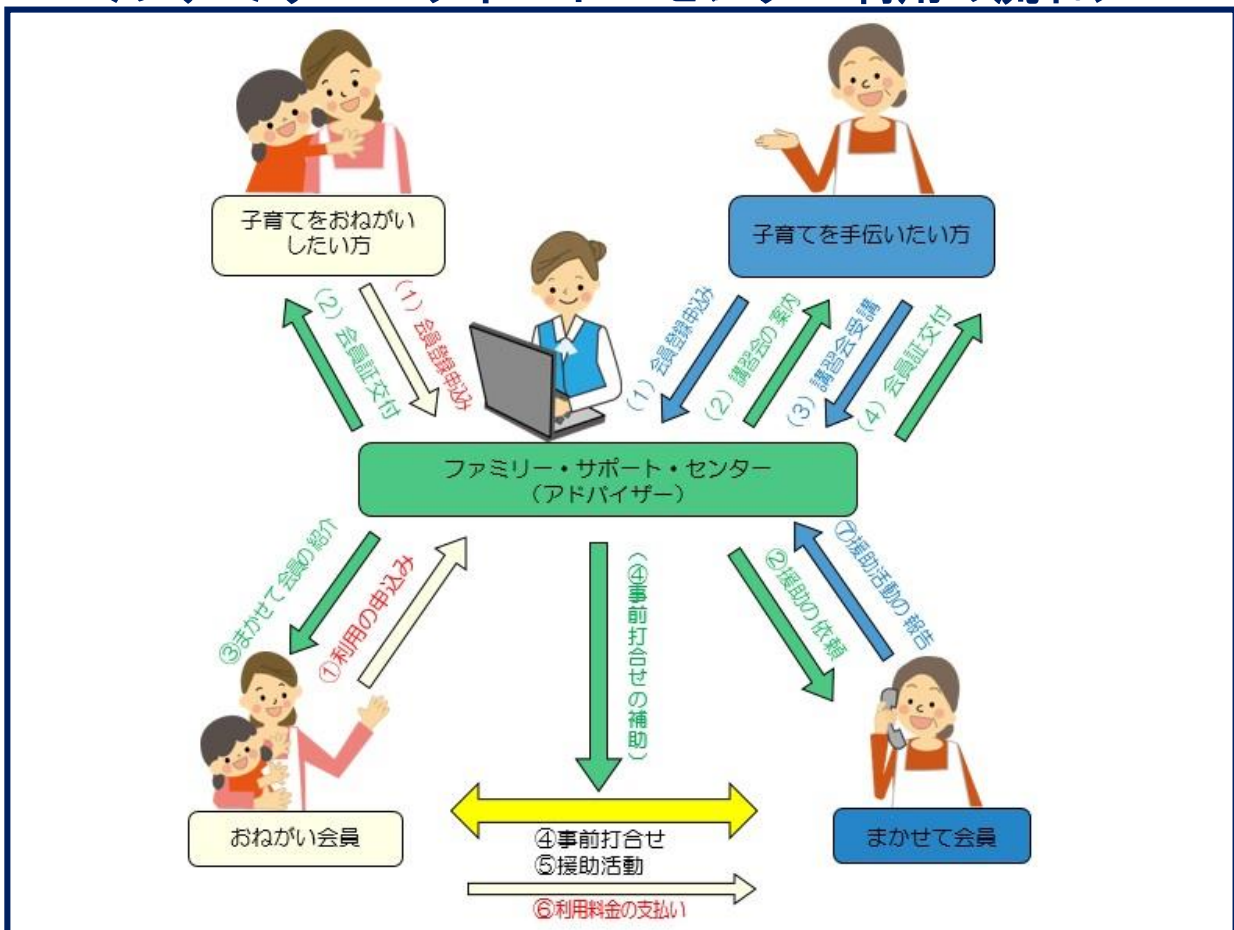 子育てをおねがい
したい方
子育てを手伝いたい方
(2)会員証交付
(1)会員登録申込み
(1)会員登録申込み
(2)講習会の案内
(3)講習会受講
(4)会員証交付
ファミリー・サポート・センター
(アドバイザー)
③まかせて会員の紹介
①利用の申込み
(④事前打合せの補助)
②援助の依頼
⑦援助活動の報告
おねがい会員
まかせて会員
④事前打合せ
⑤援助活動
⑥利用料金の支払い